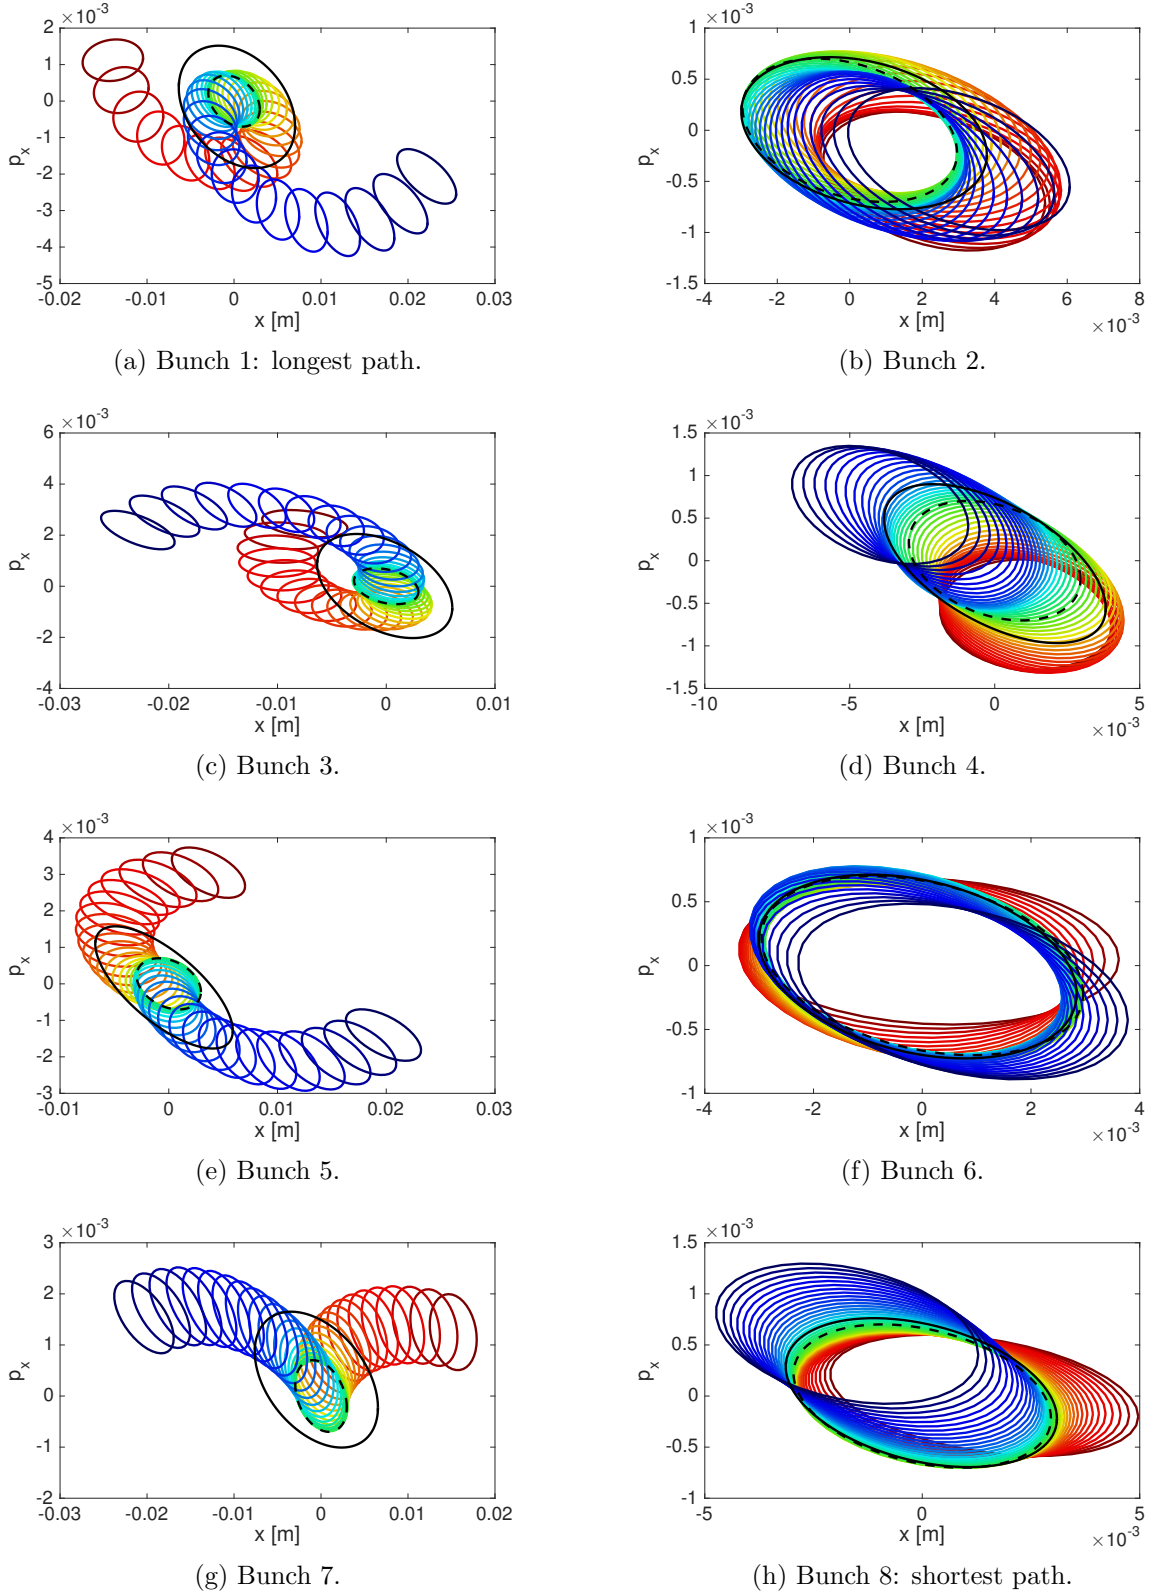 ×10⁻³
2
1
0
-1
-2
-3
-4
-5
pₓ
-0.02 -0.01 0 0.01 0.02 0.03
x [m]
(a) Bunch 1: longest path.
×10⁻³
1
0.5
0
-0.5
-1
-1.5
pₓ
-4 -2 0 2 4 6 8
x [m] ×10⁻³
(b) Bunch 2.
×10⁻³
6
4
2
0
-2
-4
pₓ
-0.03 -0.02 -0.01 0 0.01
x [m]
(c) Bunch 3.
×10⁻³
1.5
1
0.5
0
-0.5
-1
-1.5
pₓ
-10 -5 0 5
x [m] ×10⁻³
(d) Bunch 4.
×10⁻³
4
3
2
1
0
-1
-2
-3
pₓ
-0.01 0 0.01 0.02 0.03
x [m]
(e) Bunch 5.
×10⁻³
1
0.5
0
-0.5
-1
pₓ
-4 -2 0 2 4
x [m] ×10⁻³
(f) Bunch 6.
×10⁻³
3
2
1
0
-1
-2
pₓ
-0.03 -0.02 -0.01 0 0.01 0.02
x [m]
(g) Bunch 7.
×10⁻³
1.5
1
0.5
0
-0.5
-1
pₓ
-5 0 5
x [m] ×10⁻³
(h) Bunch 8: shortest path.